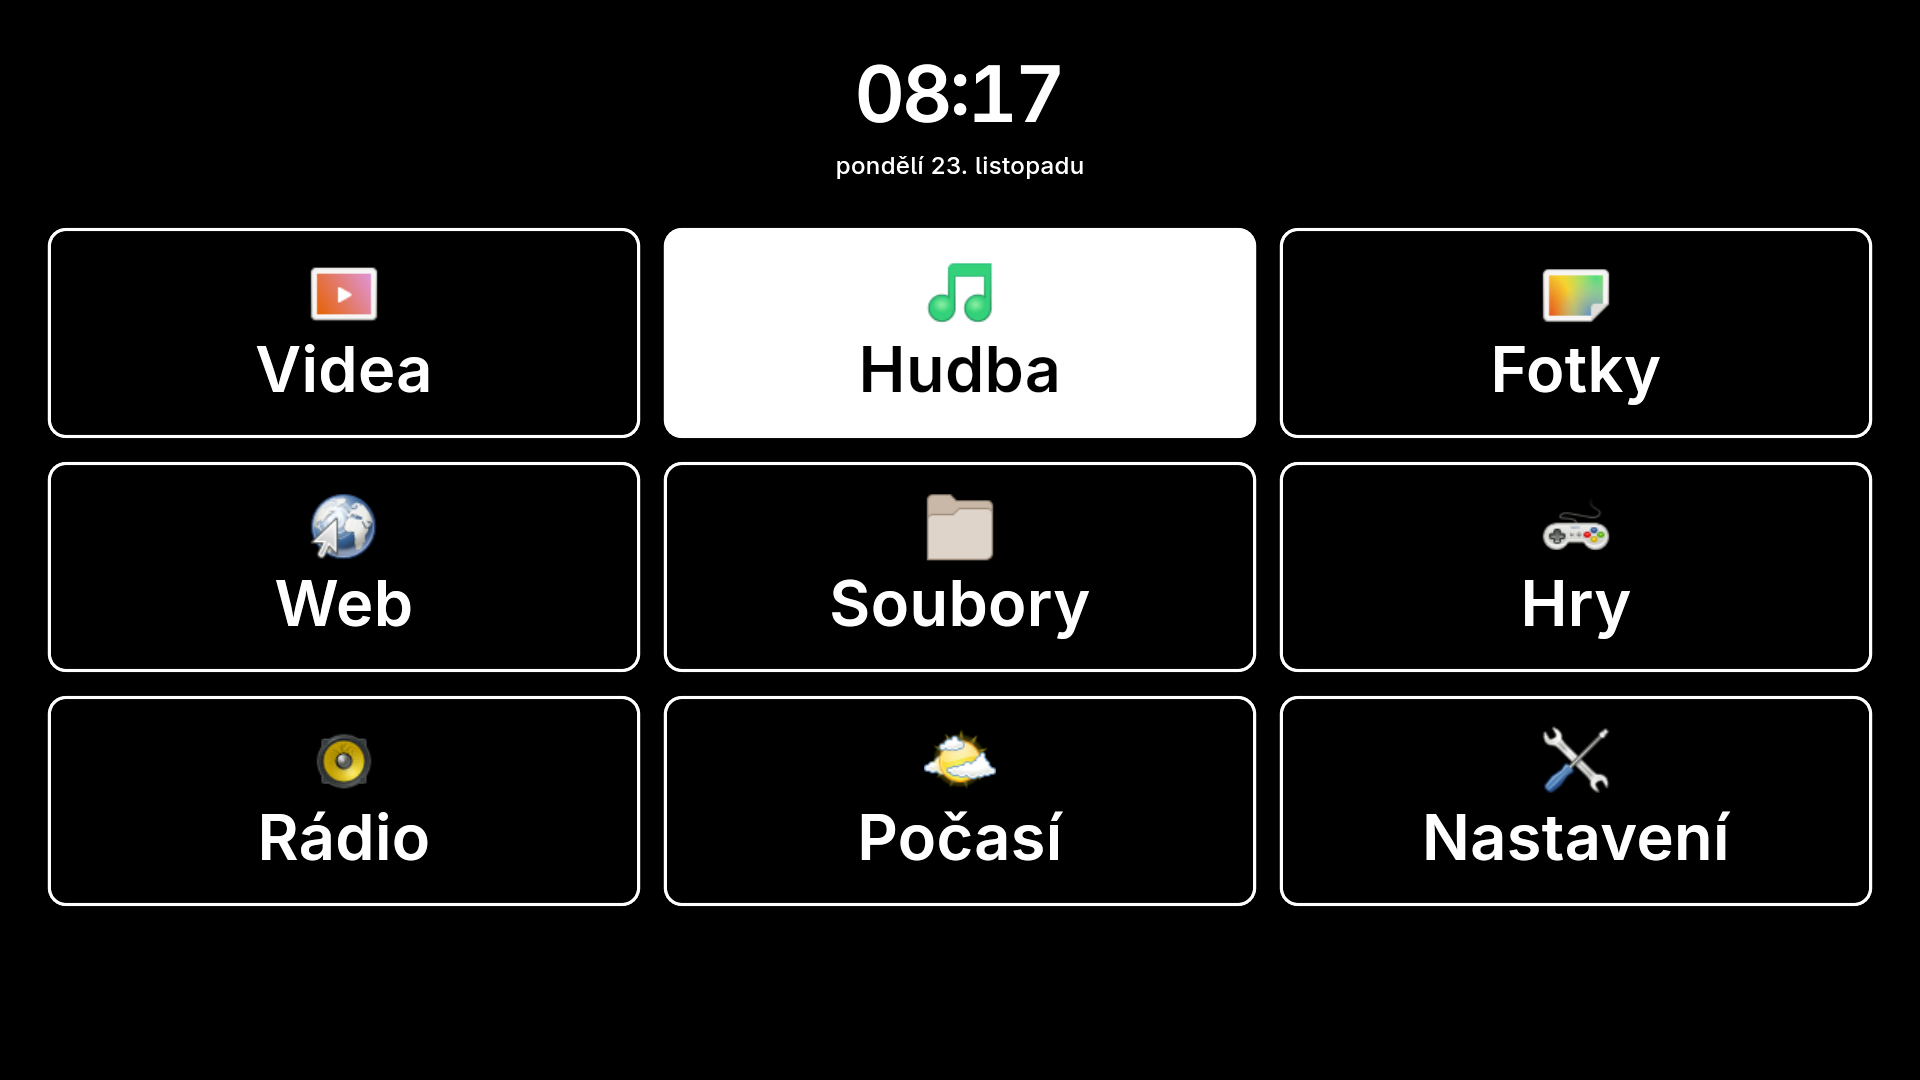 08:17
pondělí 23. listopadu
Videa
Hudba
Fotky
Web
Soubory
Hry
Rádio
Počasí
Nastavení